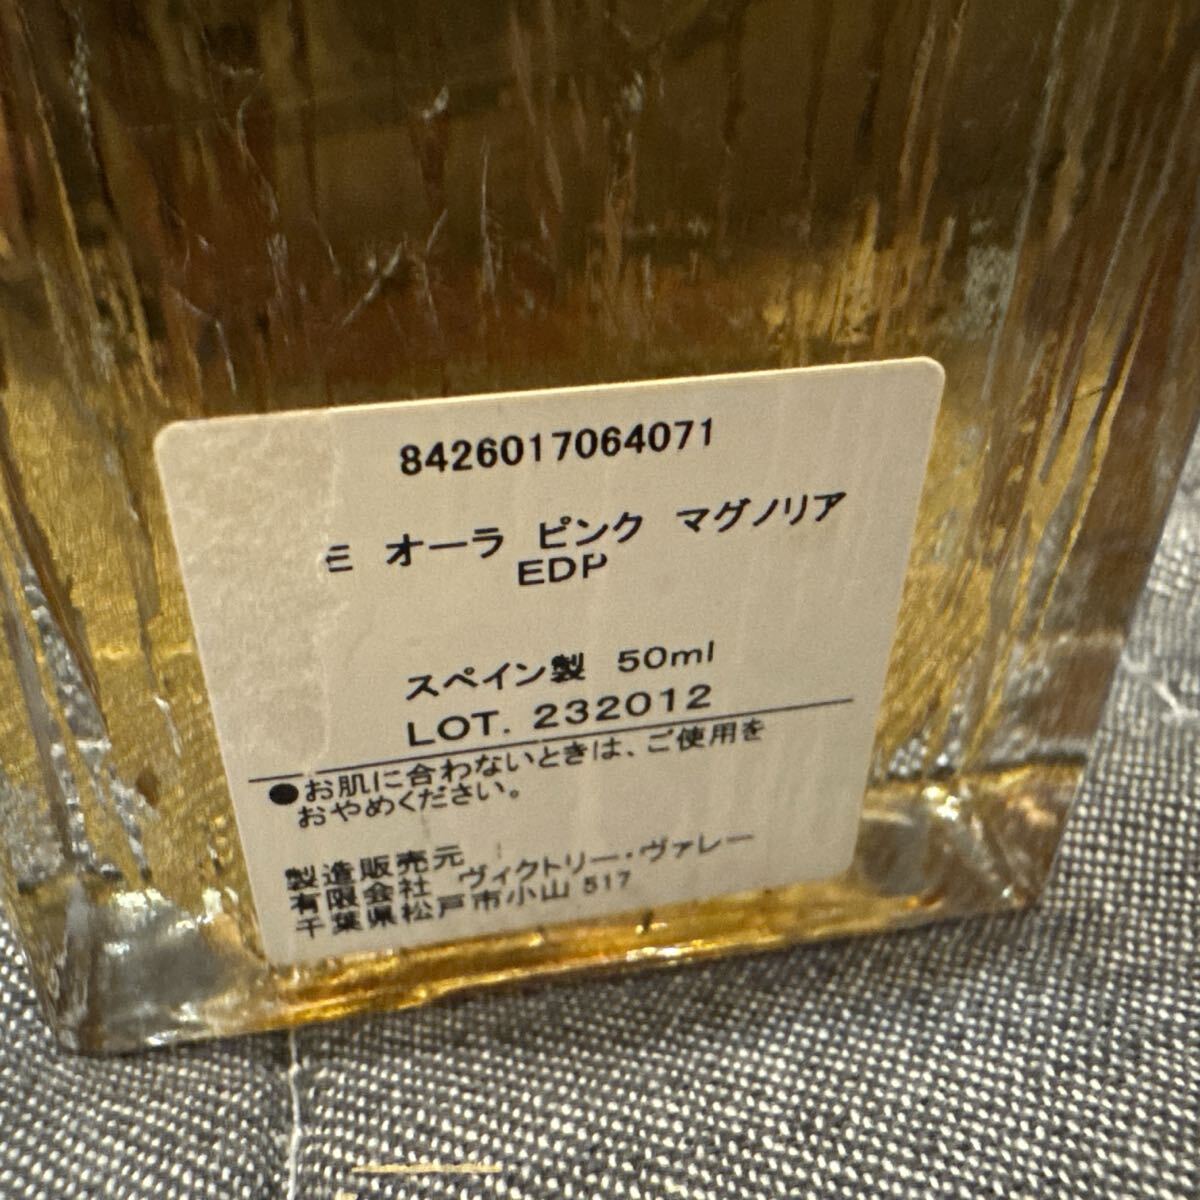 8426017064071
オーラ ピンク マグノリア
EDP
スペイン製 50ml
LOT. 232012
●お肌に合わないときは、ご使用を
おやめください。
製造販売元
有限会社 ヴィクトリー・ヴァレー
千葉県松戸市小山 517